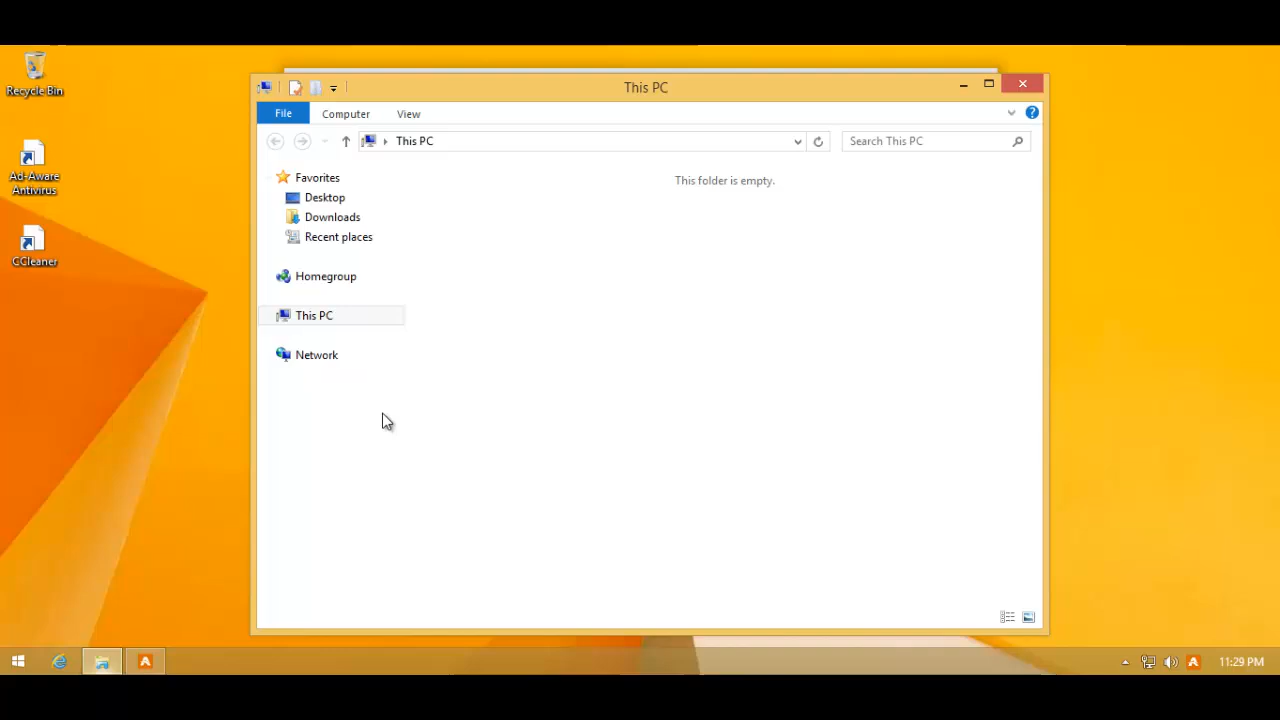 Recycle Bin
Ad-Aware
Antivirus
CCleaner
This PC
File
Computer
View
This PC
Search This PC
Favorites
Desktop
Downloads
Recent places
Homegroup
This PC
Network
This folder is empty.
11:29 PM